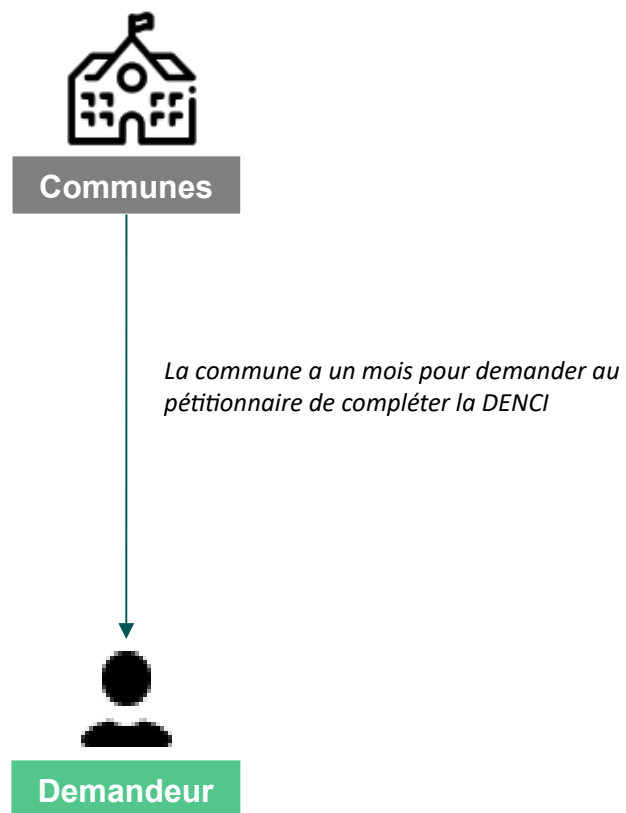 Communes
La commune a un mois pour demander au
pétitionnaire de compléter la DENCI
Demandeur